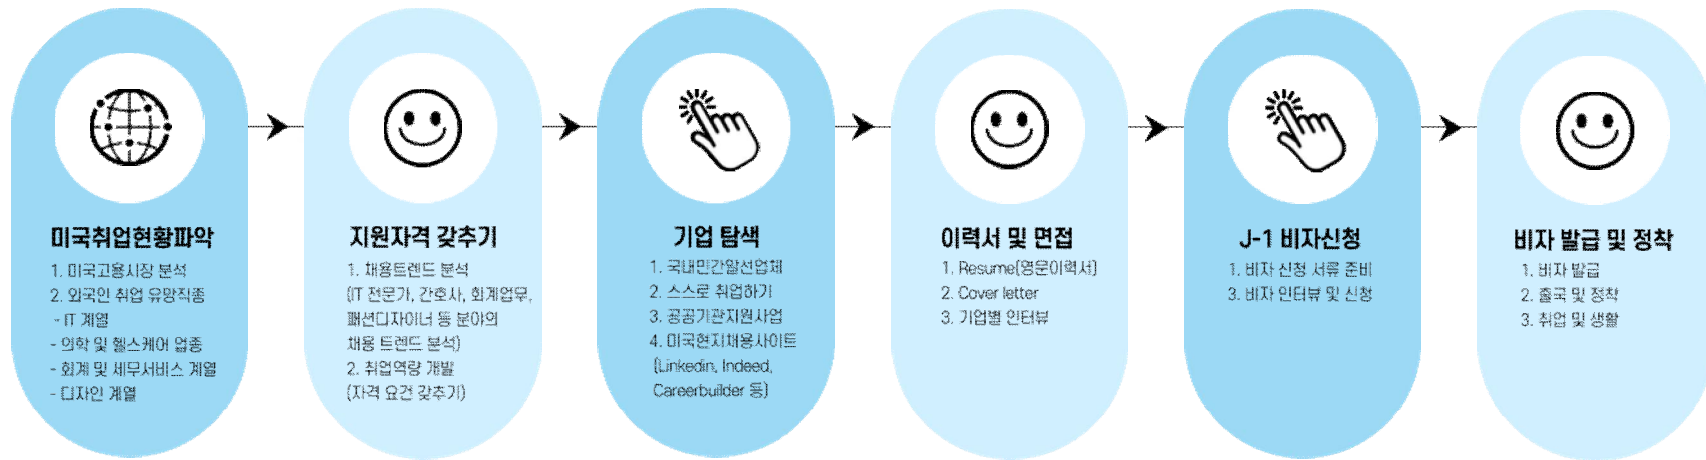 미국취업현황파악
1. 미국고용시장 분석
2. 외국인 취업 유망직종
- IT 계열
- 의학 및 헬스케어 업종
- 회계 및 세무서비스 계열
- 디자인 계열
지원자격 갖추기
1. 채용트렌드 분석
(IT 전문가, 간호사, 회계업무,
패션디자이너 등 분야의
채용 트렌드 분석)
2. 취업역량 개발
(자격 요건 갖추기)
기업 탐색
1. 국내민간알선업체
2. 스스로 취업하기
3. 공공기관지원사업
4. 미국현지채용사이트
(Linkedin, Indeed,
Careerbuilder 등)
이력서 및 면접
1. Resume(영문이력서)
2. Cover letter
3. 기업별 인터뷰
J-1 비자신청
1. 비자 신청 서류 준비
3. 비자 인터뷰 및 신청
비자 발급 및 정착
1. 비자 발급
2. 출국 및 정착
3. 취업 및 생활